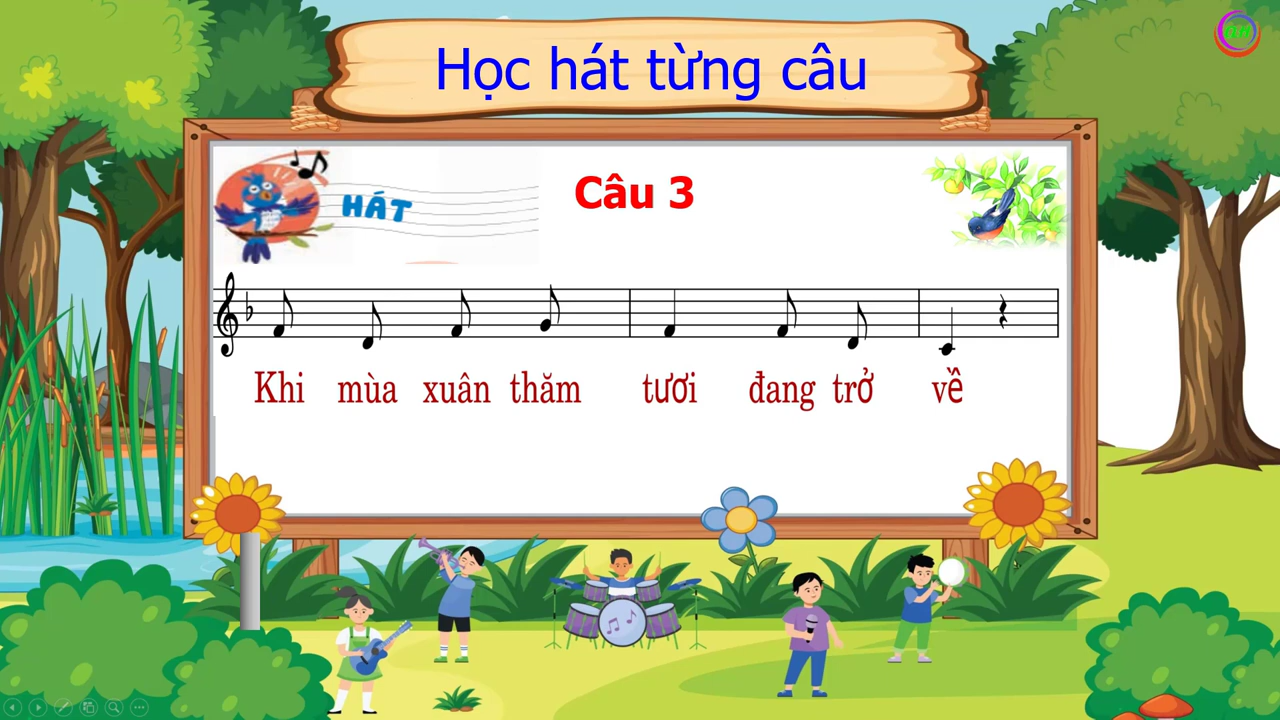 Học hát từng câu
HÁT
Câu 3
Khi mùa xuân thăm tươi đang trở về